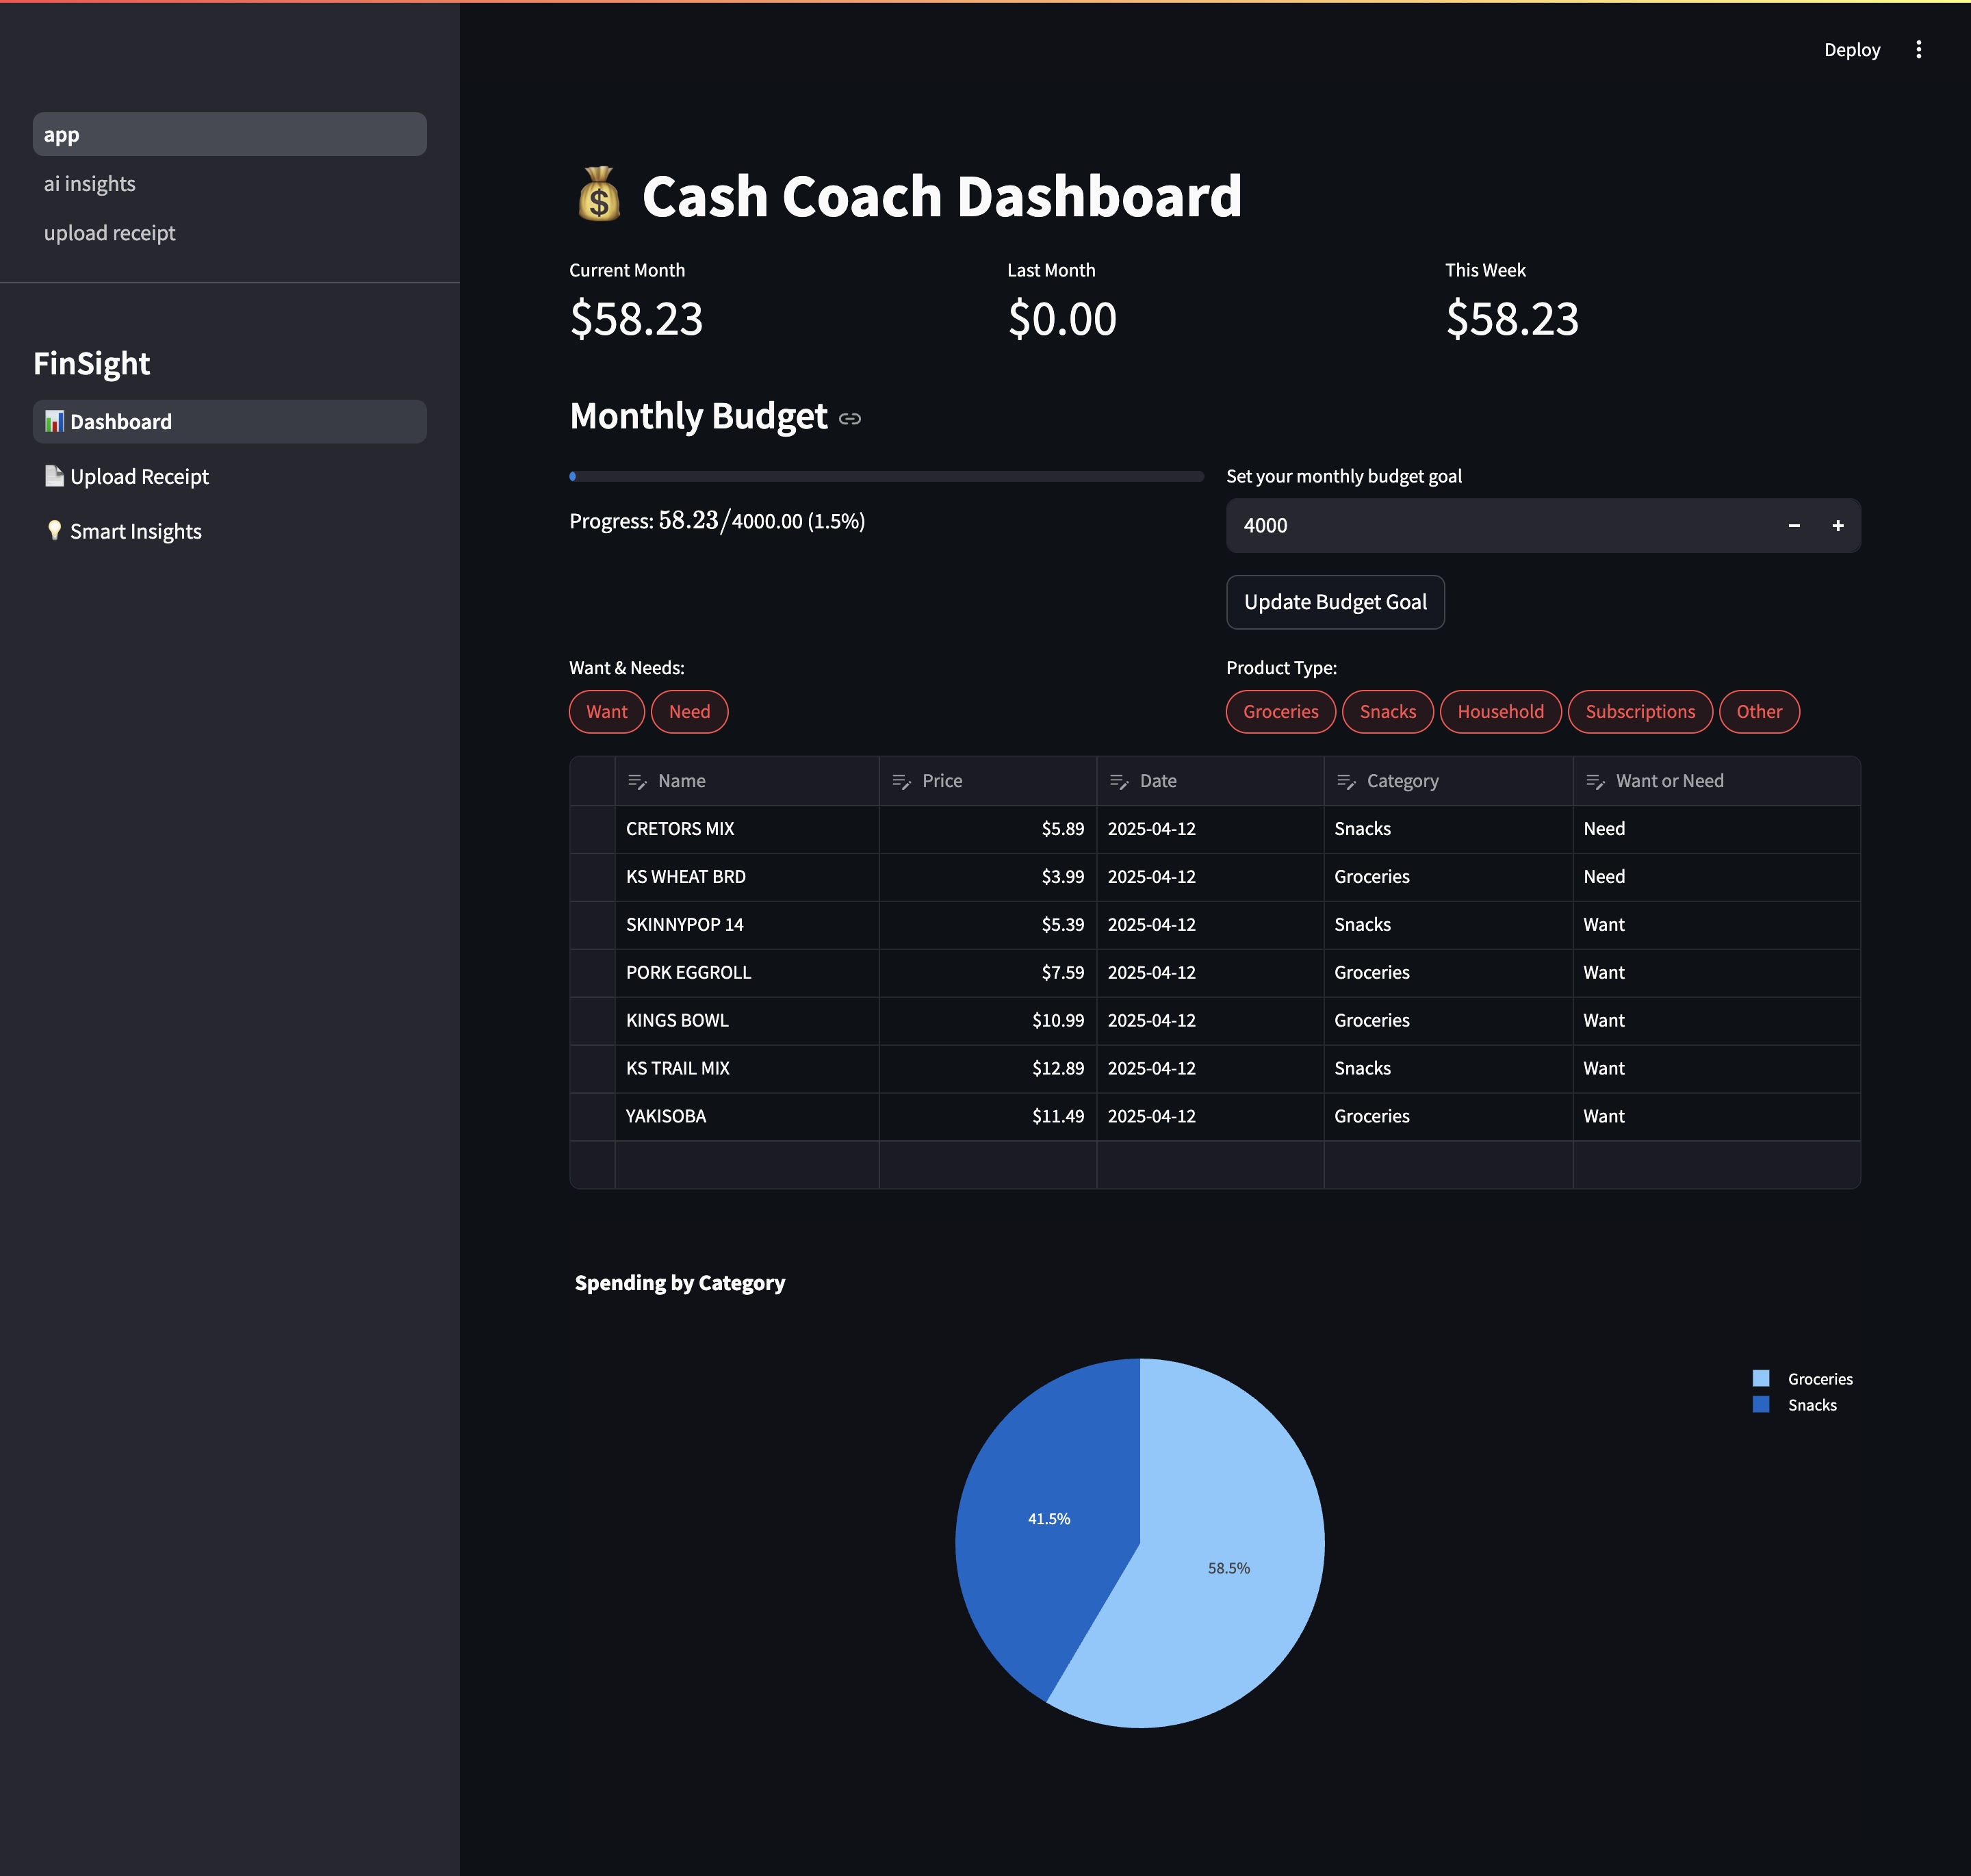 Deploy
app
ai insights
upload receipt
FinSight
📊 Dashboard
📄 Upload Receipt
💡 Smart Insights
💰 Cash Coach Dashboard
Current Month Last Month This Week
$58.23 $0.00 $58.23
Monthly Budget
Progress: 58.23/4000.00 (1.5%)
Set your monthly budget goal
4000
Update Budget Goal
Want & Needs:
Want Need
Product Type:
Groceries Snacks Household Subscriptions Other
Name Price Date Category Want or Need
CRETORS MIX $5.89 2025-04-12 Snacks Need
KS WHEAT BRD $3.99 2025-04-12 Groceries Need
SKINNYPOP 14 $5.39 2025-04-12 Snacks Want
PORK EGGROLL $7.59 2025-04-12 Groceries Want
KINGS BOWL $10.99 2025-04-12 Groceries Want
KS TRAIL MIX $12.89 2025-04-12 Snacks Want
YAKISOBA $11.49 2025-04-12 Groceries Want
Spending by Category
Groceries
Snacks
41.5%
58.5%